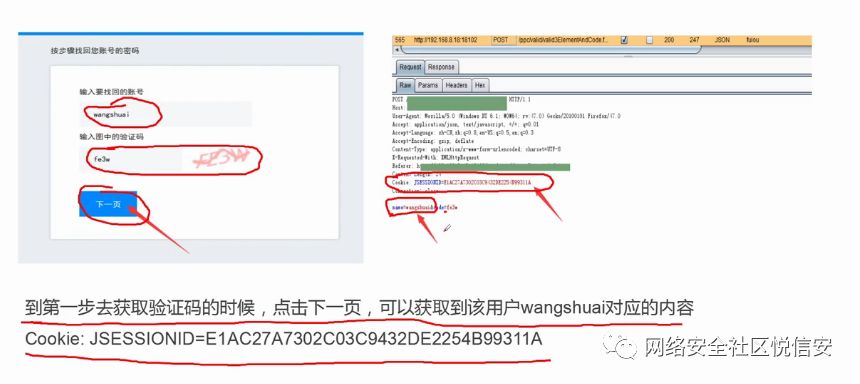 按步骤找回您账号的密码
输入要找回的账号
wangshuai
输入图中的验证码
fe3w
FE3W
下一页
565 http://192.168.8.18:18102 POST /ppc/valid/valid3ElementAndCode.f... 200 247 JSON fuiou
Request Response
Raw Params Headers Hex
POST HTTP/1.1
Host:
User-Agent: Mozilla/5.0 (Windows NT 6.1; WOW64; rv:47.0) Gecko/20100101 Firefox/47.0
Accept: application/json, text/javascript, */*; q=0.01
Accept-Language: zh-CN,zh;q=0.8,en-US;q=0.5,en;q=0.3
Accept-Encoding: gzip, deflate
Content-Type: application/x-www-form-urlencoded; charset=UTF-8
X-Requested-With: XMLHttpRequest
Referer:
Content-Length:
Cookie: JSESSIONID=E1AC27A7302C03C9432DE2254B99311A
Connection: close
name=wangshuai&code=fe3w
到第一步去获取验证码的时候，点击下一页，可以获取到该用户wangshuai对应的内容
Cookie: JSESSIONID=E1AC27A7302C03C9432DE2254B99311A
网络安全社区悦信安